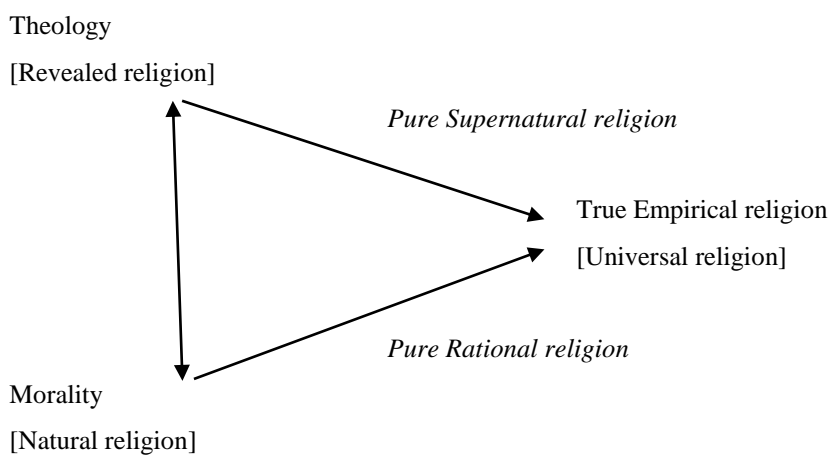 Theology
[Revealed religion]
Pure Supernatural religion
True Empirical religion
[Universal religion]
Pure Rational religion
Morality
[Natural religion]